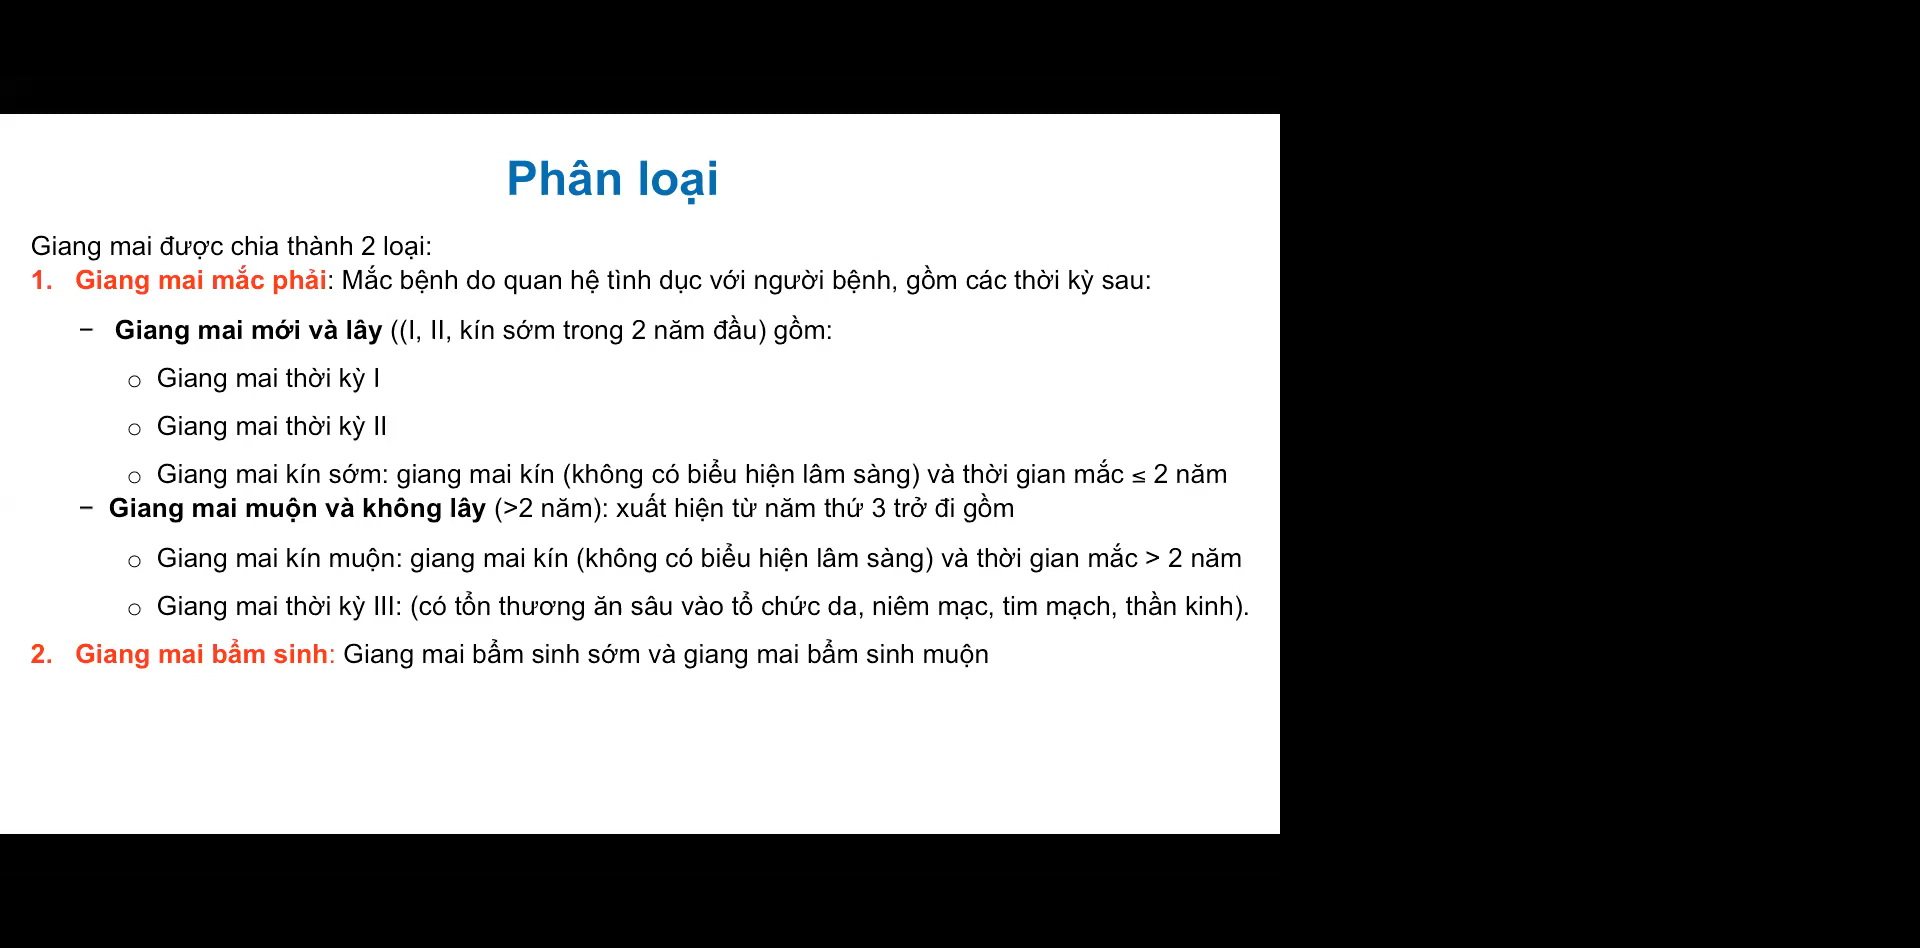 Phân loại
Giang mai được chia thành 2 loại:
1. Giang mai mắc phải: Mắc bệnh do quan hệ tình dục với người bệnh, gồm các thời kỳ sau:
− Giang mai mới và lây ((I, II, kín sớm trong 2 năm đầu) gồm:
○ Giang mai thời kỳ I
○ Giang mai thời kỳ II
○ Giang mai kín sớm: giang mai kín (không có biểu hiện lâm sàng) và thời gian mắc ≤ 2 năm
− Giang mai muộn và không lây (>2 năm): xuất hiện từ năm thứ 3 trở đi gồm
○ Giang mai kín muộn: giang mai kín (không có biểu hiện lâm sàng) và thời gian mắc > 2 năm
○ Giang mai thời kỳ III: (có tổn thương ăn sâu vào tổ chức da, niêm mạc, tim mạch, thần kinh).
2. Giang mai bẩm sinh: Giang mai bẩm sinh sớm và giang mai bẩm sinh muộn